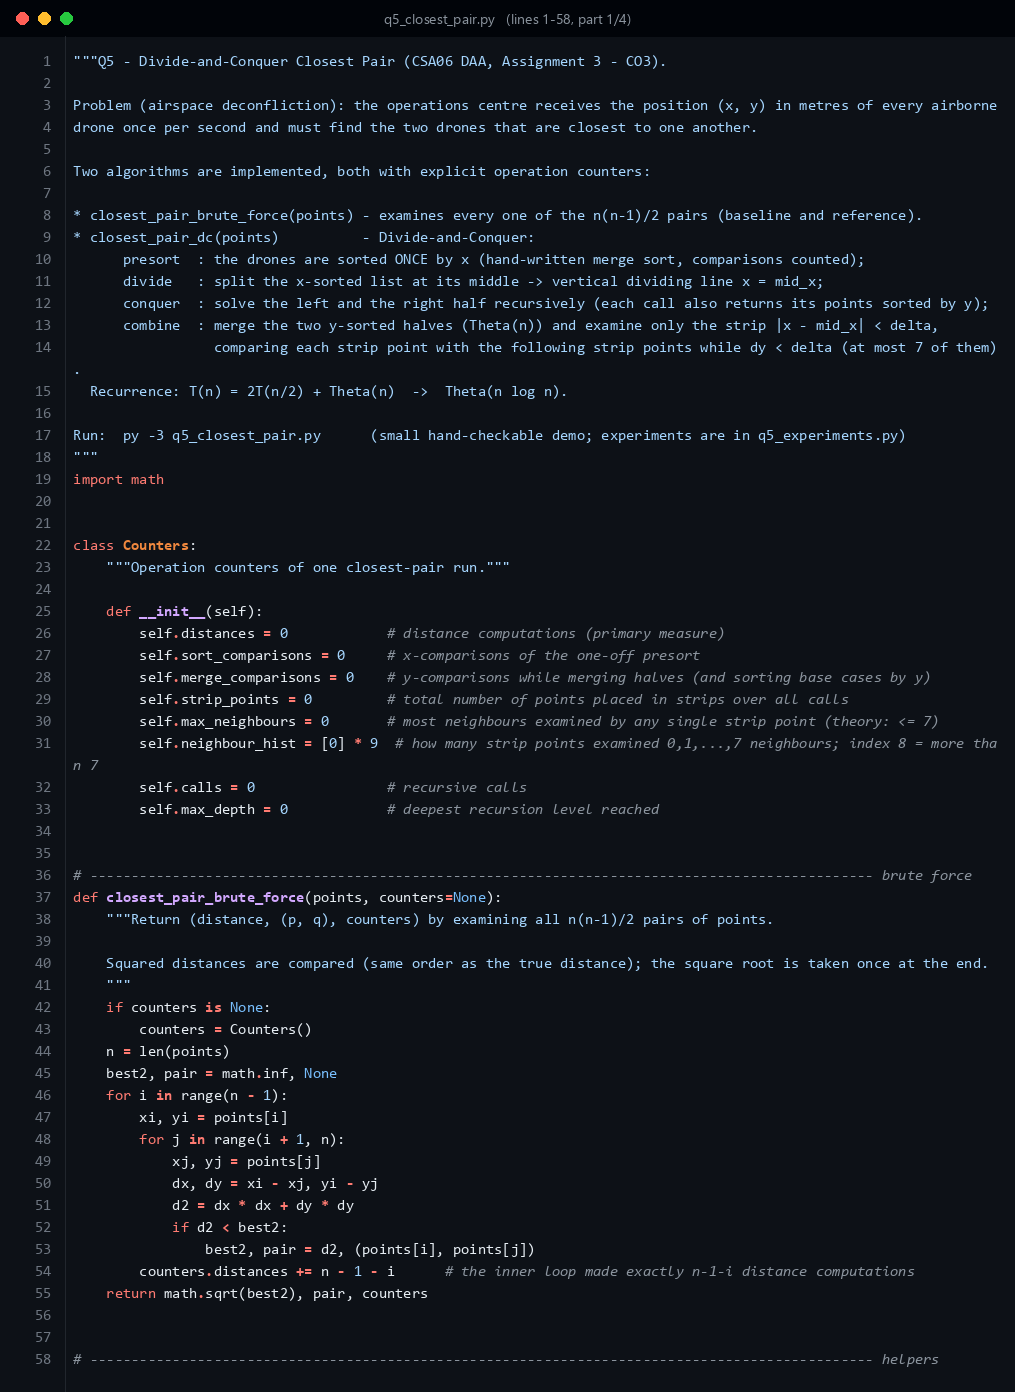 q5_closest_pair.py   (lines 1-58, part 1/4)
1 """Q5 - Divide-and-Conquer Closest Pair (CSA06 DAA, Assignment 3 - CO3).
2
3 Problem (airspace deconfliction): the operations centre receives the position (x, y) in metres of every airborne
4 drone once per second and must find the two drones that are closest to one another.
5
6 Two algorithms are implemented, both with explicit operation counters:
7
8 * closest_pair_brute_force(points) - examines every one of the n(n-1)/2 pairs (baseline and reference).
9 * closest_pair_dc(points)          - Divide-and-Conquer:
10       presort  : the drones are sorted ONCE by x (hand-written merge sort, comparisons counted);
11       divide   : split the x-sorted list at its middle -> vertical dividing line x = mid_x;
12       conquer  : solve the left and the right half recursively (each call also returns its points sorted by y);
13       combine  : merge the two y-sorted halves (Theta(n)) and examine only the strip |x - mid_x| < delta,
14                  comparing each strip point with the following strip points while dy < delta (at most 7 of them)
.
15   Recurrence: T(n) = 2T(n/2) + Theta(n)  ->  Theta(n log n).
16
17 Run:  py -3 q5_closest_pair.py      (small hand-checkable demo; experiments are in q5_experiments.py)
18 """
19 import math
20
21
22 class Counters:
23     """Operation counters of one closest-pair run."""
24
25     def __init__(self):
26         self.distances = 0            # distance computations (primary measure)
27         self.sort_comparisons = 0     # x-comparisons of the one-off presort
28         self.merge_comparisons = 0    # y-comparisons while merging halves (and sorting base cases by y)
29         self.strip_points = 0         # total number of points placed in strips over all calls
30         self.max_neighbours = 0       # most neighbours examined by any single strip point (theory: <= 7)
31         self.neighbour_hist = [0] * 9  # how many strip points examined 0,1,...,7 neighbours; index 8 = more tha
n 7
32         self.calls = 0                # recursive calls
33         self.max_depth = 0            # deepest recursion level reached
34
35
36 # ---------------------------------------------------------------------------------------------- brute force
37 def closest_pair_brute_force(points, counters=None):
38     """Return (distance, (p, q), counters) by examining all n(n-1)/2 pairs of points.
39
40     Squared distances are compared (same order as the true distance); the square root is taken once at the end.
41     """
42     if counters is None:
43         counters = Counters()
44     n = len(points)
45     best2, pair = math.inf, None
46     for i in range(n - 1):
47         xi, yi = points[i]
48         for j in range(i + 1, n):
49             xj, yj = points[j]
50             dx, dy = xi - xj, yi - yj
51             d2 = dx * dx + dy * dy
52             if d2 < best2:
53                 best2, pair = d2, (points[i], points[j])
54         counters.distances += n - 1 - i      # the inner loop made exactly n-1-i distance computations
55     return math.sqrt(best2), pair, counters
56
57
58 # ---------------------------------------------------------------------------------------------- helpers